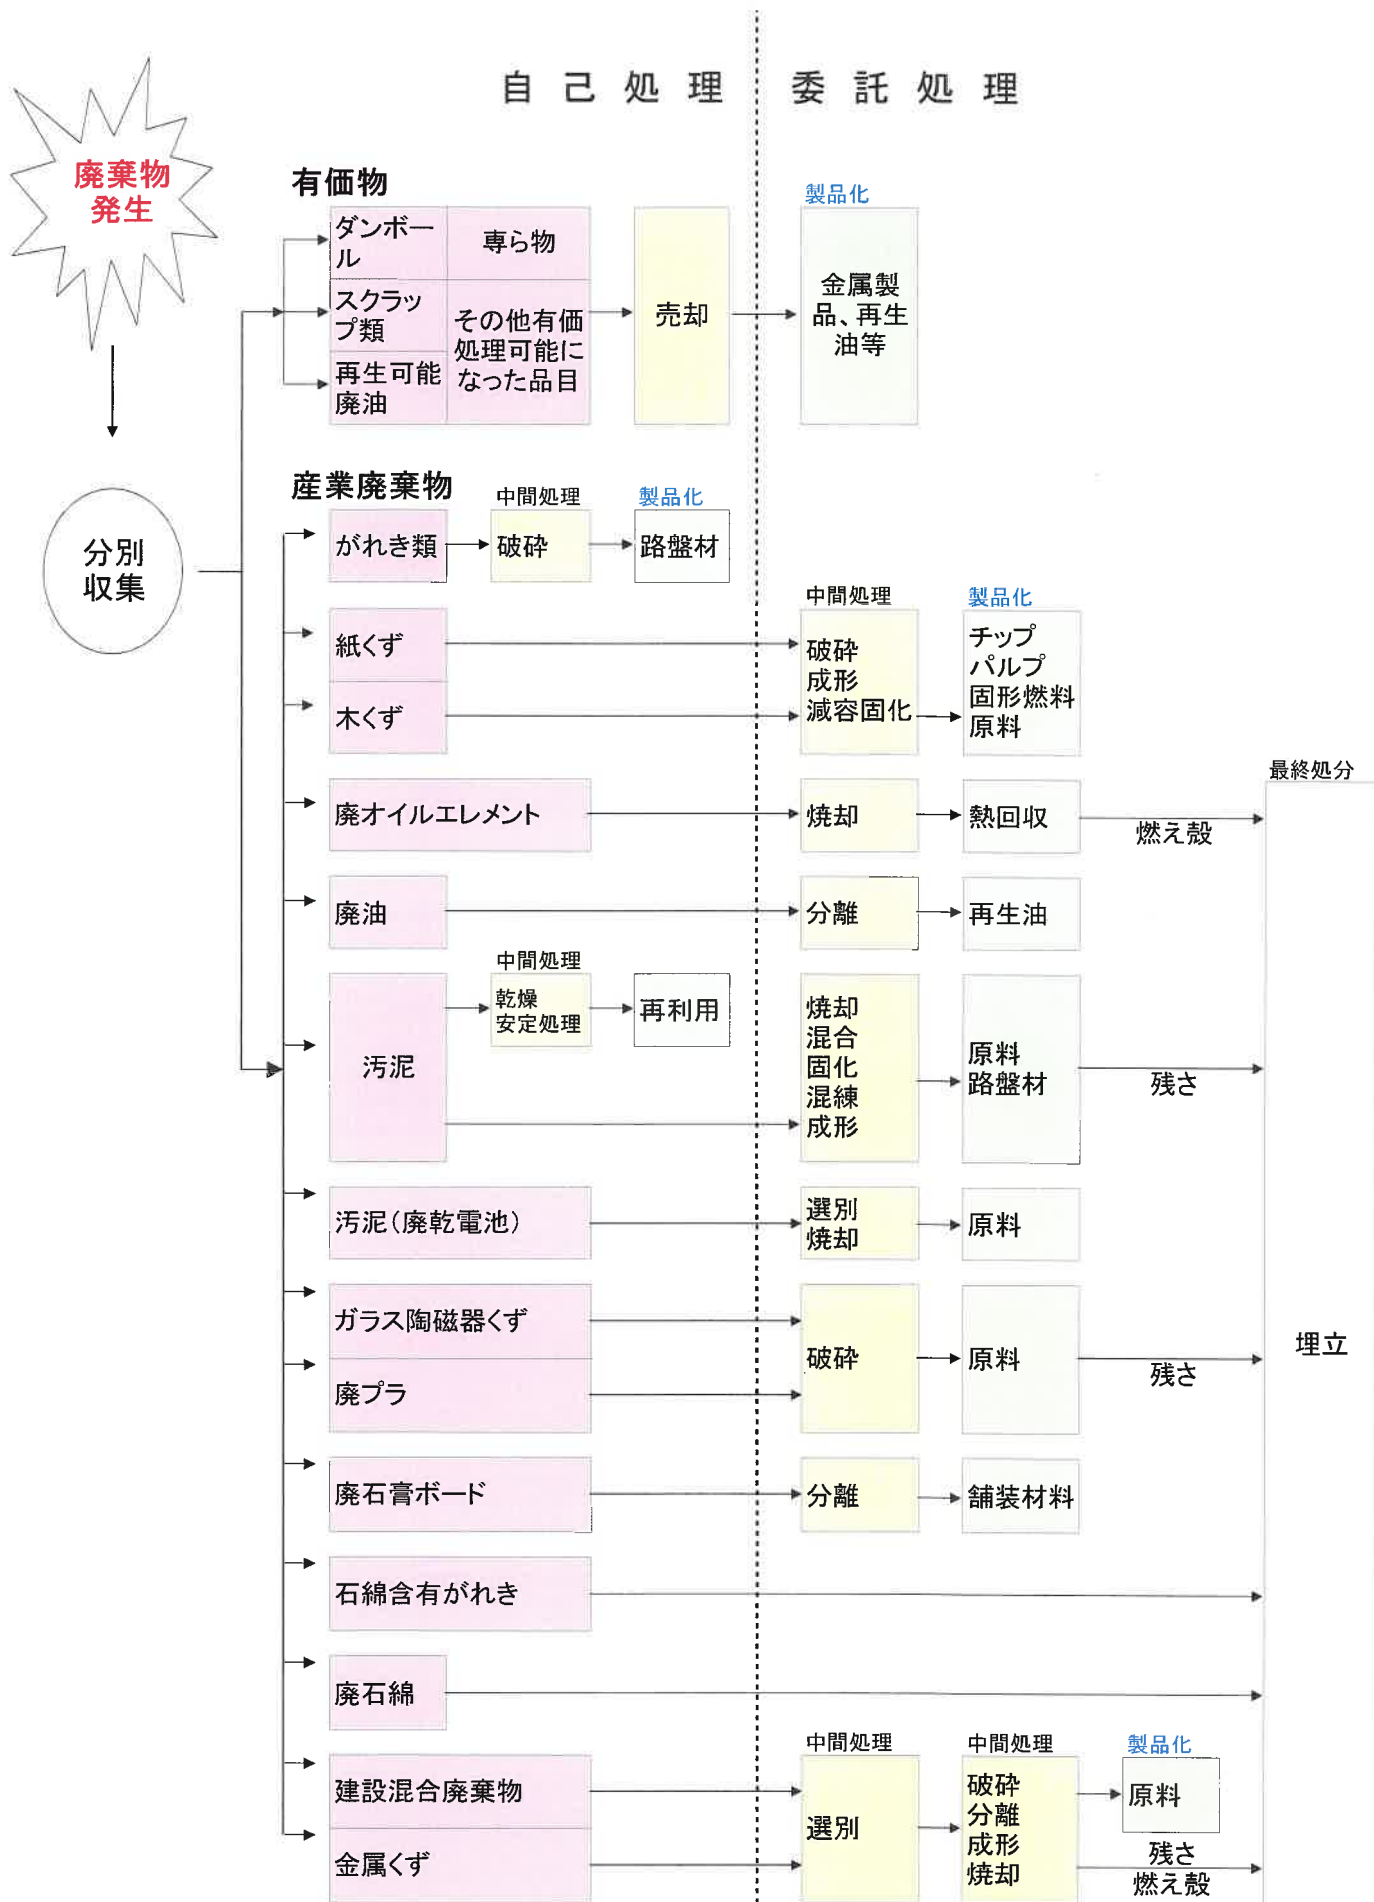 自己処理
委託処理
廃棄物
発生
有価物
製品化
ダンボー
ル
専ら物
スクラッ
プ類
その他有価
処理可能に
なった品目
再生可能
廃油
売却
金属製
品、再生
油等
分別
収集
産業廃棄物
中間処理
製品化
がれき類
破砕
路盤材
中間処理
製品化
紙くず
木くず
破砕
成形
減容固化
チップ
パルプ
固形燃料
原料
最終処分
廃オイルエレメント
焼却
熱回収
燃え殻
廃油
分離
再生油
中間処理
汚泥
乾燥
安定処理
再利用
焼却
混合
固化
混練
成形
原料
路盤材
残さ
汚泥（廃乾電池）
選別
焼却
原料
ガラス陶磁器くず
廃プラ
破砕
原料
残さ
埋立
廃石膏ボード
分離
舗装材料
石綿含有がれき
廃石綿
中間処理
中間処理
製品化
建設混合廃棄物
金属くず
選別
破砕
分離
成形
焼却
原料
残さ
燃え殻